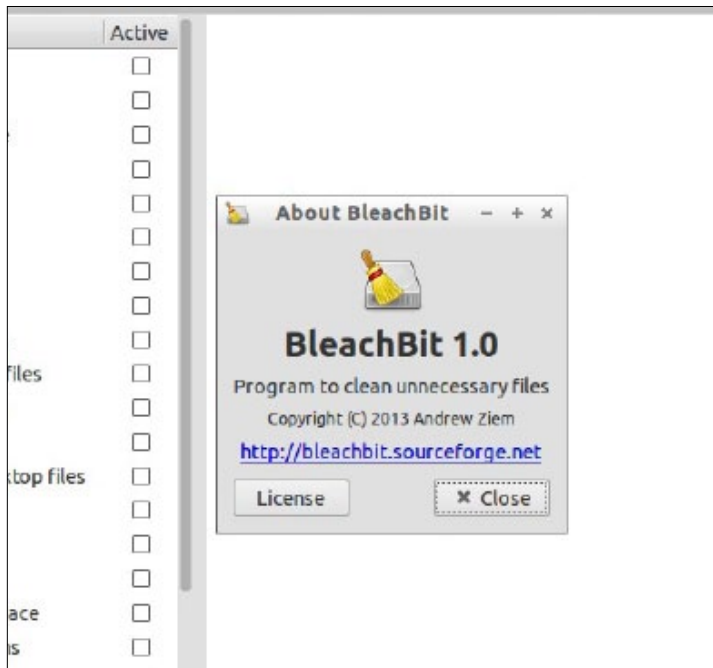 Active
About BleachBit
BleachBit 1.0
files
Program to clean unnecessary files
Copyright (C) 2013 Andrew Ziem
http://bleachbit.sourceforge.net
ktop files
License
Close
ace
ns